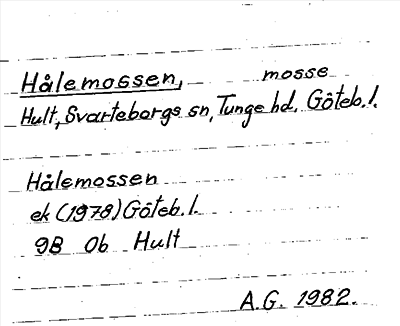 Hålemossen, mosse
Hult, Svarteborgs sn, Tunge hd, Göteb. l.
Hålemossen
ek (1978) Göteb. l.
9B 0b Hult
A.G. 1982.